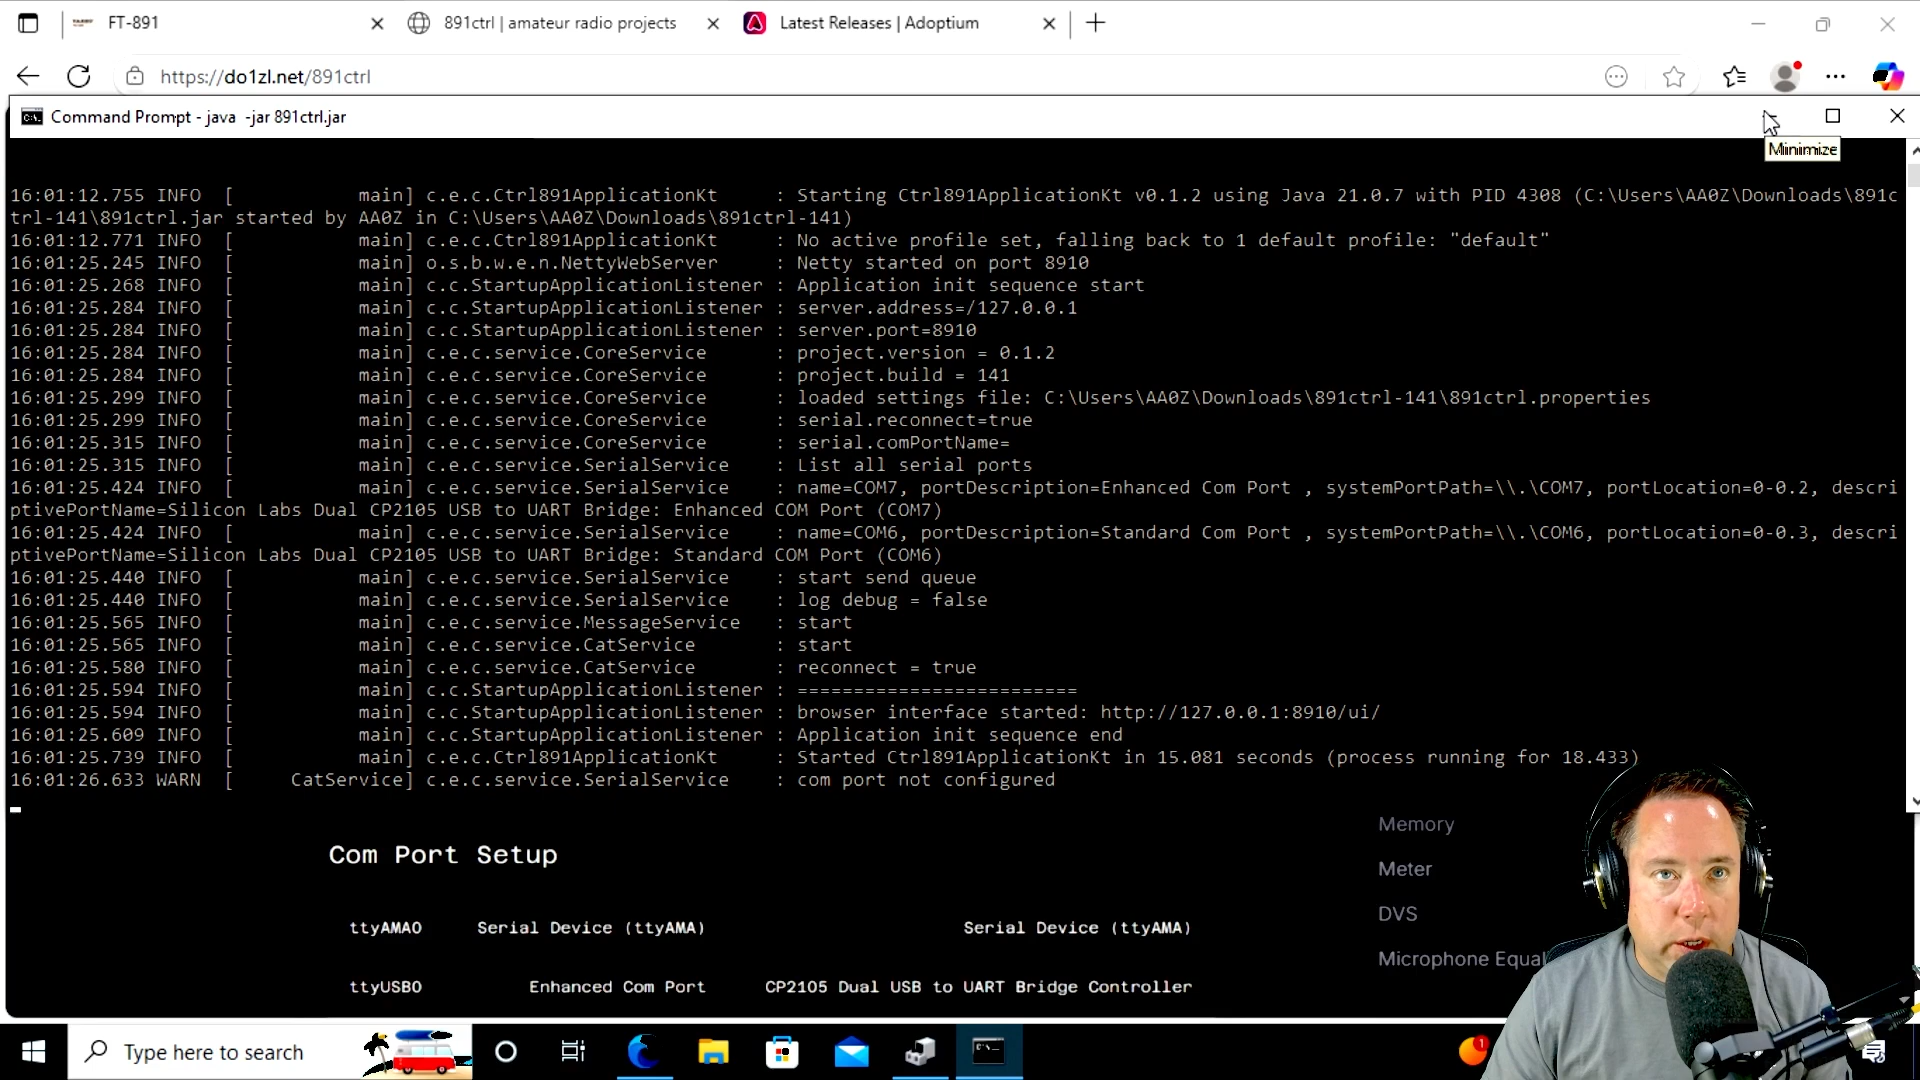 FT-891
891ctrl | amateur radio projects
Latest Releases | Adoptium
https://do1zl.net/891ctrl
Command Prompt - java -jar 891ctrl.jar
Minimize
16:01:12.755 INFO [ main] c.e.c.Ctrl891ApplicationKt : Starting Ctrl891ApplicationKt v0.1.2 using Java 21.0.7 with PID 4308 (C:\Users\AA0Z\Downloads\891c
trl-141\891ctrl.jar started by AA0Z in C:\Users\AA0Z\Downloads\891ctrl-141)
16:01:12.771 INFO [ main] c.e.c.Ctrl891ApplicationKt : No active profile set, falling back to 1 default profile: "default"
16:01:25.245 INFO [ main] o.s.b.w.e.n.NettyWebServer : Netty started on port 8910
16:01:25.268 INFO [ main] c.c.StartupApplicationListener : Application init sequence start
16:01:25.284 INFO [ main] c.c.StartupApplicationListener : server.address=/127.0.0.1
16:01:25.284 INFO [ main] c.c.StartupApplicationListener : server.port=8910
16:01:25.284 INFO [ main] c.e.c.service.CoreService : project.version = 0.1.2
16:01:25.284 INFO [ main] c.e.c.service.CoreService : project.build = 141
16:01:25.299 INFO [ main] c.e.c.service.CoreService : loaded settings file: C:\Users\AA0Z\Downloads\891ctrl-141\891ctrl.properties
16:01:25.299 INFO [ main] c.e.c.service.CoreService : serial.reconnect=true
16:01:25.315 INFO [ main] c.e.c.service.CoreService : serial.comPortName=
16:01:25.315 INFO [ main] c.e.c.service.SerialService : List all serial ports
16:01:25.424 INFO [ main] c.e.c.service.SerialService : name=COM7, portDescription=Enhanced Com Port , systemPortPath=\\.\COM7, portLocation=0-0.2, descri
ptivePortName=Silicon Labs Dual CP2105 USB to UART Bridge: Enhanced COM Port (COM7)
16:01:25.424 INFO [ main] c.e.c.service.SerialService : name=COM6, portDescription=Standard Com Port , systemPortPath=\\.\COM6, portLocation=0-0.3, descri
ptivePortName=Silicon Labs Dual CP2105 USB to UART Bridge: Standard COM Port (COM6)
16:01:25.440 INFO [ main] c.e.c.service.SerialService : start send queue
16:01:25.440 INFO [ main] c.e.c.service.SerialService : log debug = false
16:01:25.565 INFO [ main] c.e.c.service.MessageService : start
16:01:25.565 INFO [ main] c.e.c.service.CatService : start
16:01:25.580 INFO [ main] c.e.c.service.CatService : reconnect = true
16:01:25.594 INFO [ main] c.c.StartupApplicationListener : =========================
16:01:25.594 INFO [ main] c.c.StartupApplicationListener : browser interface started: http://127.0.0.1:8910/ui/
16:01:25.609 INFO [ main] c.c.StartupApplicationListener : Application init sequence end
16:01:25.739 INFO [ main] c.e.c.Ctrl891ApplicationKt : Started Ctrl891ApplicationKt in 15.081 seconds (process running for 18.433)
16:01:26.633 WARN [ CatService] c.e.c.service.SerialService : com port not configured
Com Port Setup
ttyAMA0 Serial Device (ttyAMA) Serial Device (ttyAMA)
ttyUSB0 Enhanced Com Port CP2105 Dual USB to UART Bridge Controller
Memory
Meter
DVS
Microphone Equal
Type here to search
1